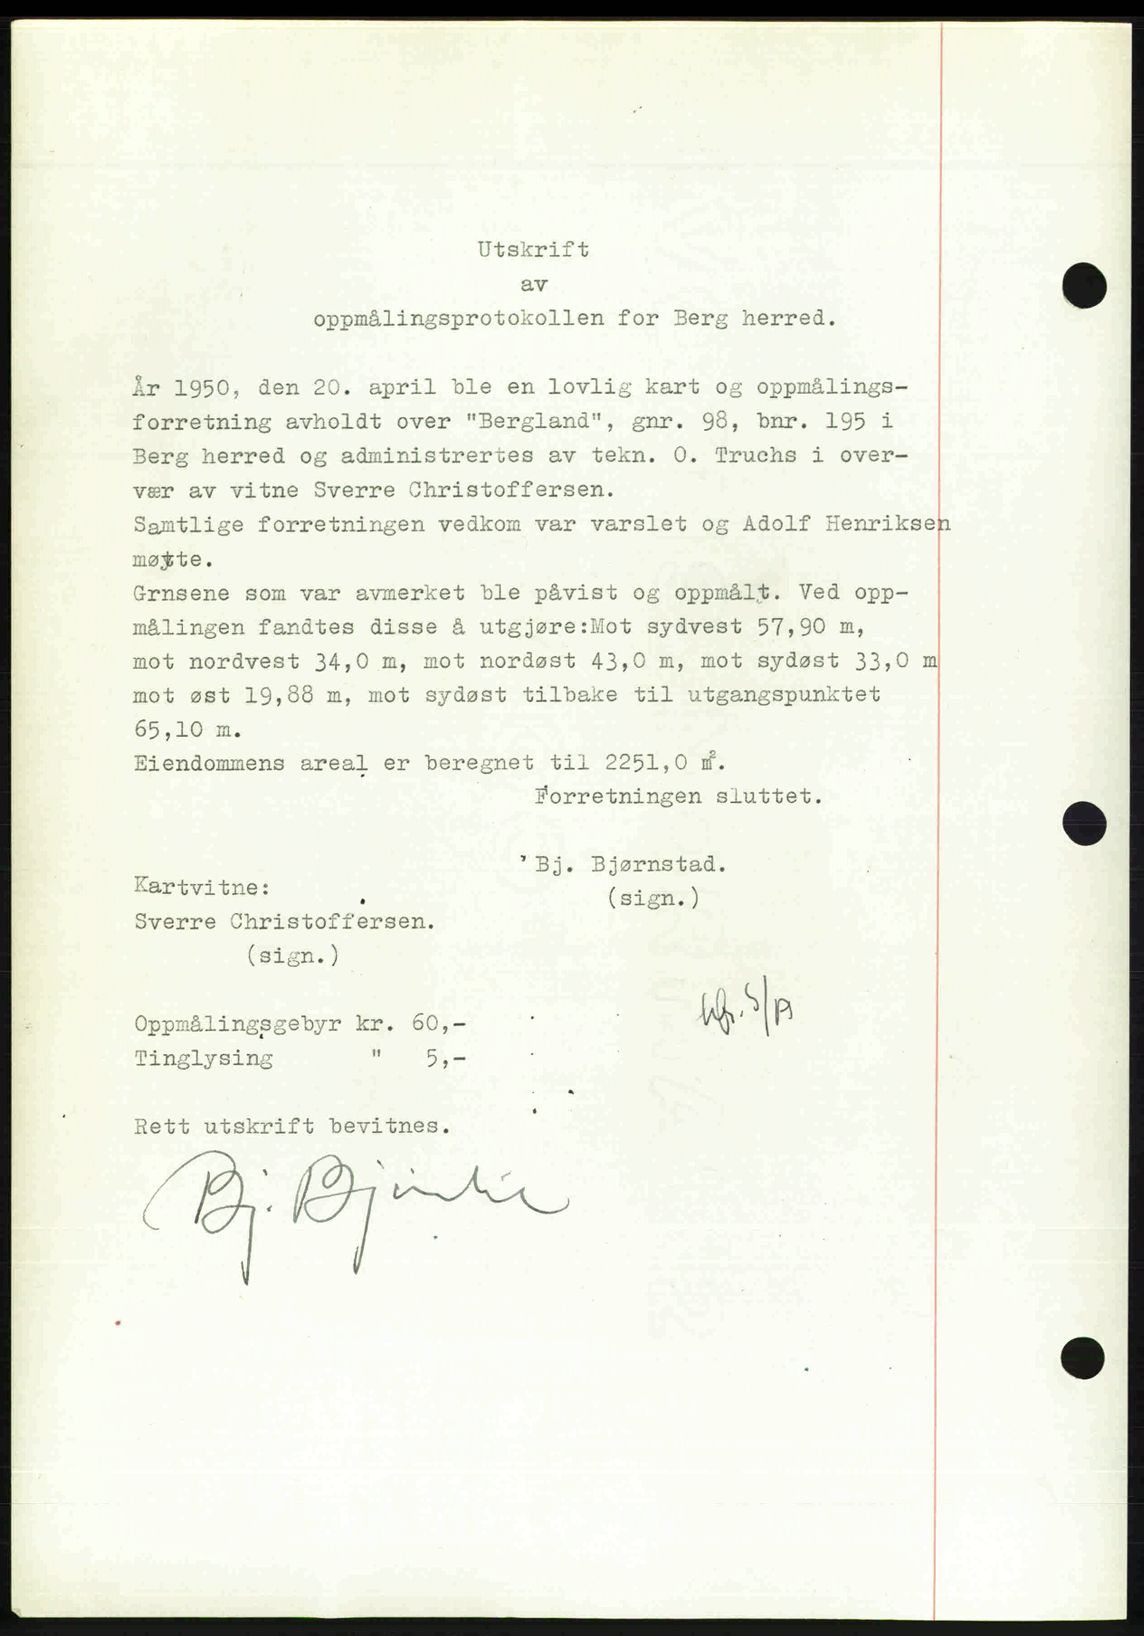 Utskrift
av
oppmålingsprotokollen for Berg herred.
År 1950, den 20. april ble en lovlig kart og oppmålings-
forretning avholdt over "Bergland", gnr. 98, bnr. 195 i
Berg herred og administrertes av tekn. O. Truchs i over-
vær av vitne Sverre Christoffersen.
Samtlige forretningen vedkom var varslet og Adolf Henriksen
møtte.
Grnsene som var avmerket ble påvist og oppmålt. Ved opp-
målingen fandtes disse å utgjøre:Mot sydvest 57,90 m,
mot nordvest 34,0 m, mot nordøst 43,0 m, mot sydøst 33,0 m
mot øst 19,88 m, mot sydøst tilbake til utgangspunktet
65,10 m.
Eiendommens areal er beregnet til 2251,0 m².
Forretningen sluttet.
Bj. Bjørnstad.
(sign.)
Kartvitne:
Sverre Christoffersen.
(sign.)
Oppmålingsgebyr kr. 60,-
Tinglysing " 5,-
Rett utskrift bevitnes.
Bj.